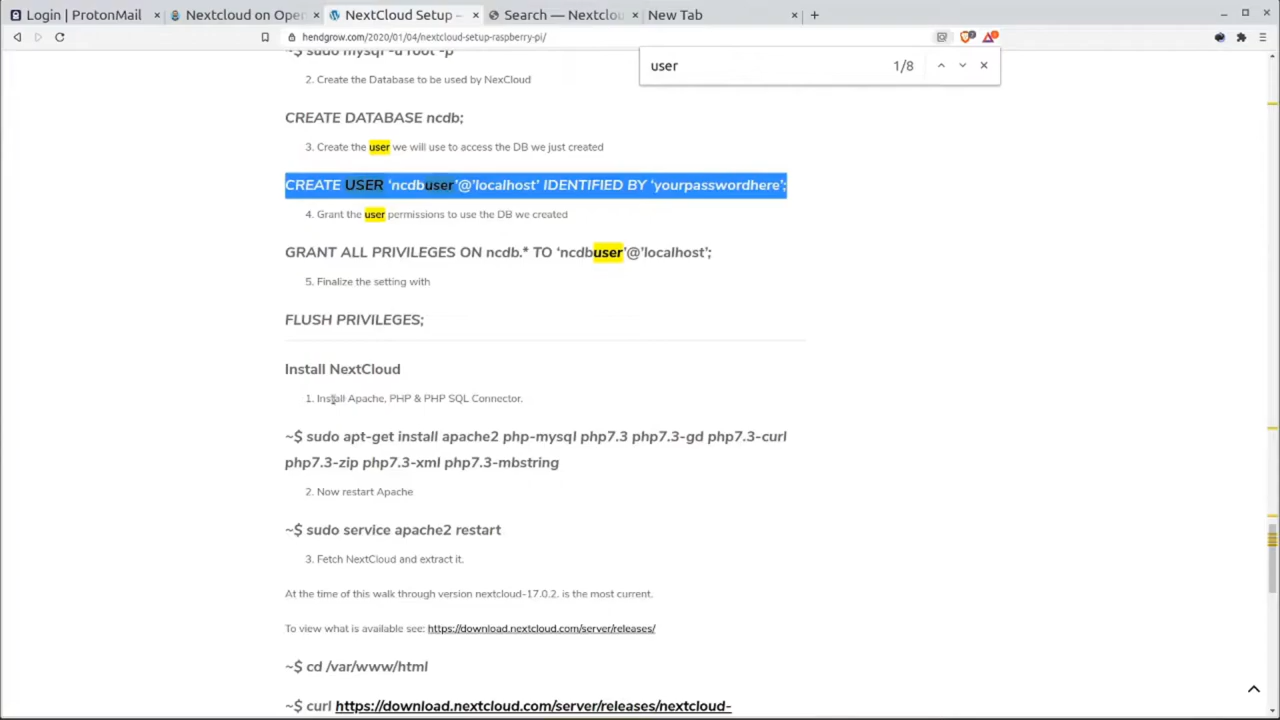 Login | ProtonMail
Nextcloud on Open
NextCloud Setup –
Search — Nextclou
New Tab
hendgrow.com/2020/01/04/nextcloud-setup-raspberry-pi/
user
1/8
~$ sudo mysql -u root -p
2. Create the Database to be used by NexCloud
CREATE DATABASE ncdb;
3. Create the user we will use to access the DB we just created
CREATE USER ‘ncdbuser’@’localhost’ IDENTIFIED BY ‘yourpasswordhere’;
4. Grant the user permissions to use the DB we created
GRANT ALL PRIVILEGES ON ncdb.* TO ‘ncdbuser’@’localhost’;
5. Finalize the setting with
FLUSH PRIVILEGES;
Install NextCloud
1. Install Apache, PHP & PHP SQL Connector.
~$ sudo apt-get install apache2 php-mysql php7.3 php7.3-gd php7.3-curl
php7.3-zip php7.3-xml php7.3-mbstring
2. Now restart Apache
~$ sudo service apache2 restart
3. Fetch NextCloud and extract it.
At the time of this walk through version nextcloud-17.0.2. is the most current.
To view what is available see: https://download.nextcloud.com/server/releases/
~$ cd /var/www/html
~$ curl https://download.nextcloud.com/server/releases/nextcloud-